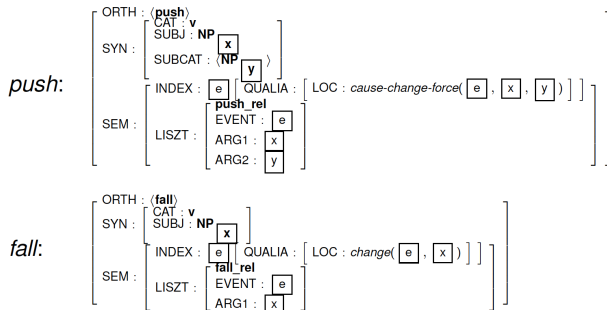 push:
ORTH : ⟨push⟩
SYN :
CAT : v
SUBJ : NP x
SUBCAT : ⟨NP y ⟩
SEM :
INDEX : e [ QUALIA : [ LOC : cause-change-force( e , x , y ) ] ]
LISZT :
push_rel
EVENT : e
ARG1 : x
ARG2 : y
fall:
ORTH : ⟨fall⟩
SYN :
CAT : v
SUBJ : NP x
SEM :
INDEX : e [ QUALIA : [ LOC : change( e , x ) ] ]
LISZT :
fall_rel
EVENT : e
ARG1 : x